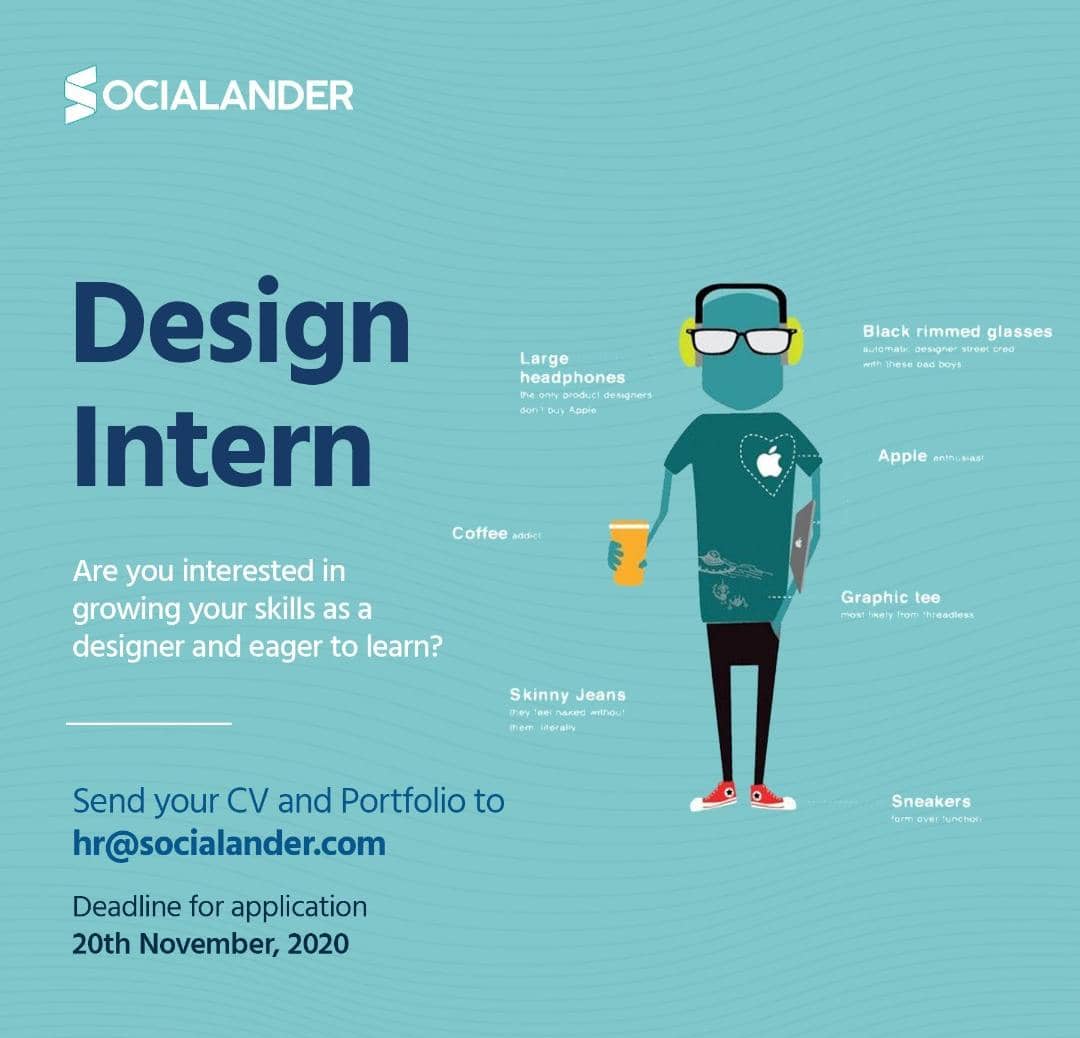 SOCIALANDER
Design
Intern
Are you interested in
growing your skills as a
designer and eager to learn?
Send your CV and Portfolio to
hr@socialander.com
Deadline for application
20th November, 2020
Large
headphones
the only product designers
don't buy Apple
Black rimmed glasses
automatic designer street cred
with these bad boys
Apple enthusiast
Coffee addict
Graphic tee
most likely from threadless
Skinny Jeans
they feel naked without
them. literally
Sneakers
form over function